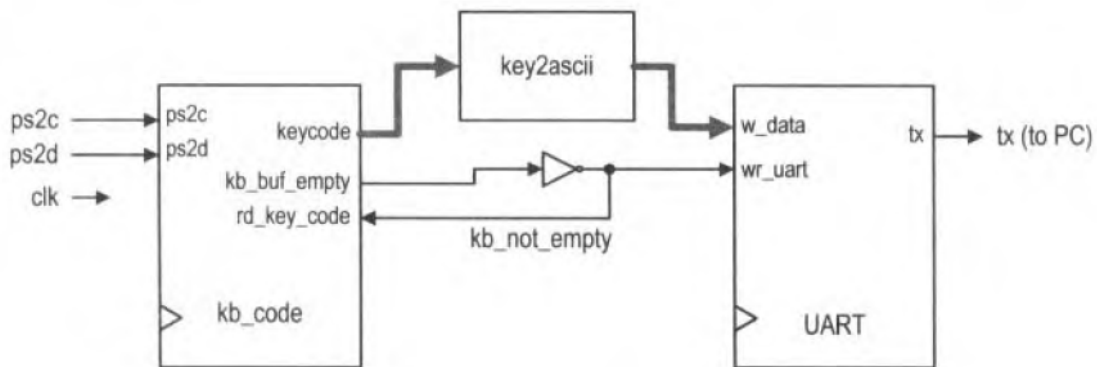 key2ascii
ps2c
ps2d
clk
ps2c
ps2d
keycode
kb_buf_empty
rd_key_code
kb_code
kb_not_empty
w_data
wr_uart
tx
UART
tx (to PC)